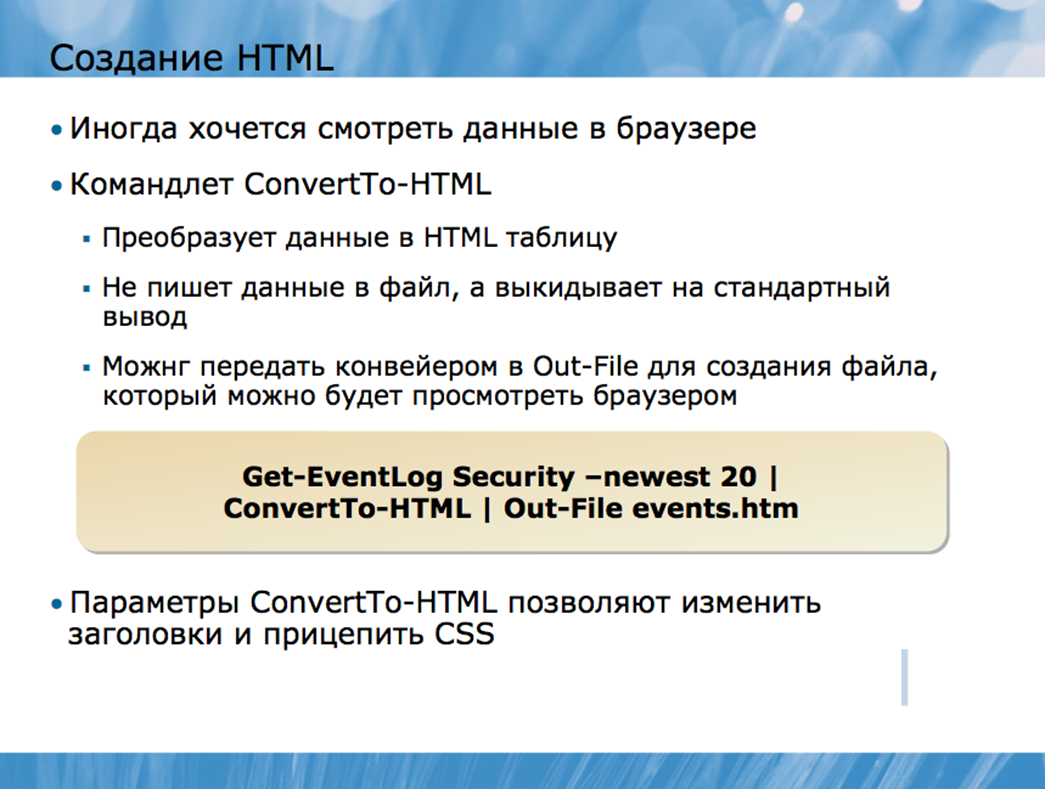 Создание HTML
• Иногда хочется смотреть данные в браузере
• Командлет ConvertTo-HTML
▪ Преобразует данные в HTML таблицу
▪ Не пишет данные в файл, а выкидывает на стандартный
вывод
▪ Можнг передать конвейером в Out-File для создания файла,
который можно будет просмотреть браузером
Get-EventLog Security –newest 20 |
ConvertTo-HTML | Out-File events.htm
• Параметры ConvertTo-HTML позволяют изменить
заголовки и прицепить CSS